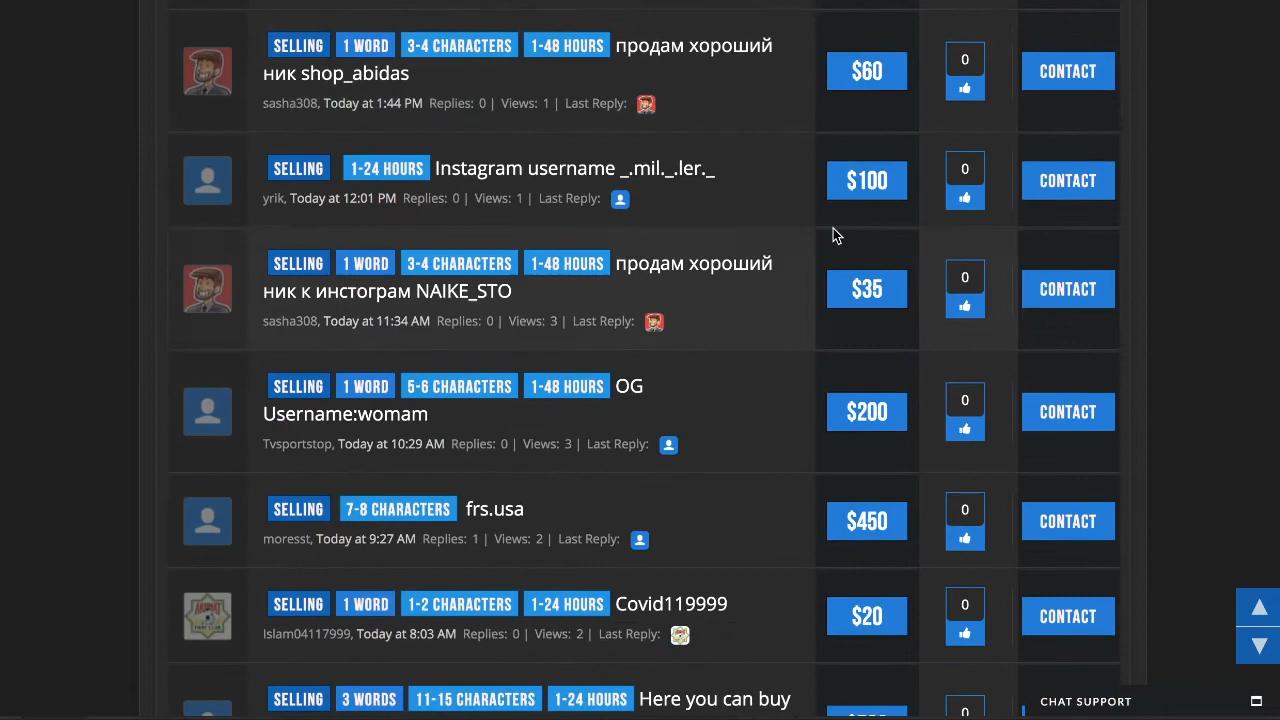 SELLING 1 WORD 3-4 CHARACTERS 1-48 HOURS продам хороший
ник shop_abidas
sasha308, Today at 1:44 PM Replies: 0 | Views: 1 | Last Reply:
$60
0
CONTACT
SELLING 1-24 HOURS Instagram username _.mil._.ler._
yrik, Today at 12:01 PM Replies: 0 | Views: 1 | Last Reply:
$100
0
CONTACT
SELLING 1 WORD 3-4 CHARACTERS 1-48 HOURS продам хороший
ник к инстограм NAIKE_STO
sasha308, Today at 11:34 AM Replies: 0 | Views: 3 | Last Reply:
$35
0
CONTACT
SELLING 1 WORD 5-6 CHARACTERS 1-48 HOURS OG
Username:womam
Tvsportstop, Today at 10:29 AM Replies: 0 | Views: 3 | Last Reply:
$200
0
CONTACT
SELLING 7-8 CHARACTERS frs.usa
moresst, Today at 9:27 AM Replies: 1 | Views: 2 | Last Reply:
$450
0
CONTACT
SELLING 1 WORD 1-2 CHARACTERS 1-24 HOURS Covid119999
Islam04117999, Today at 8:03 AM Replies: 0 | Views: 2 | Last Reply:
$20
0
CONTACT
SELLING 3 WORDS 11-15 CHARACTERS 1-24 HOURS Here you can buy
0
CHAT SUPPORT